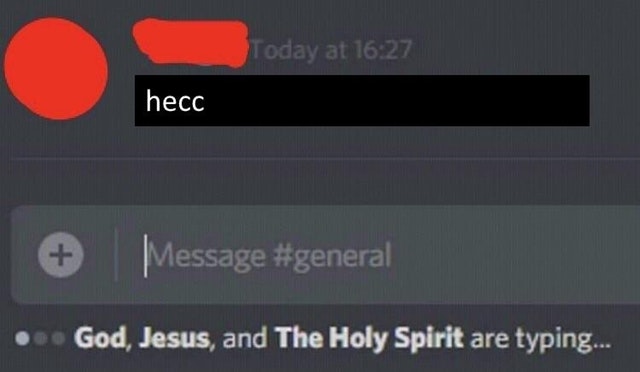 Today at 16:27
hecc
Message #general
God, Jesus, and The Holy Spirit are typing...